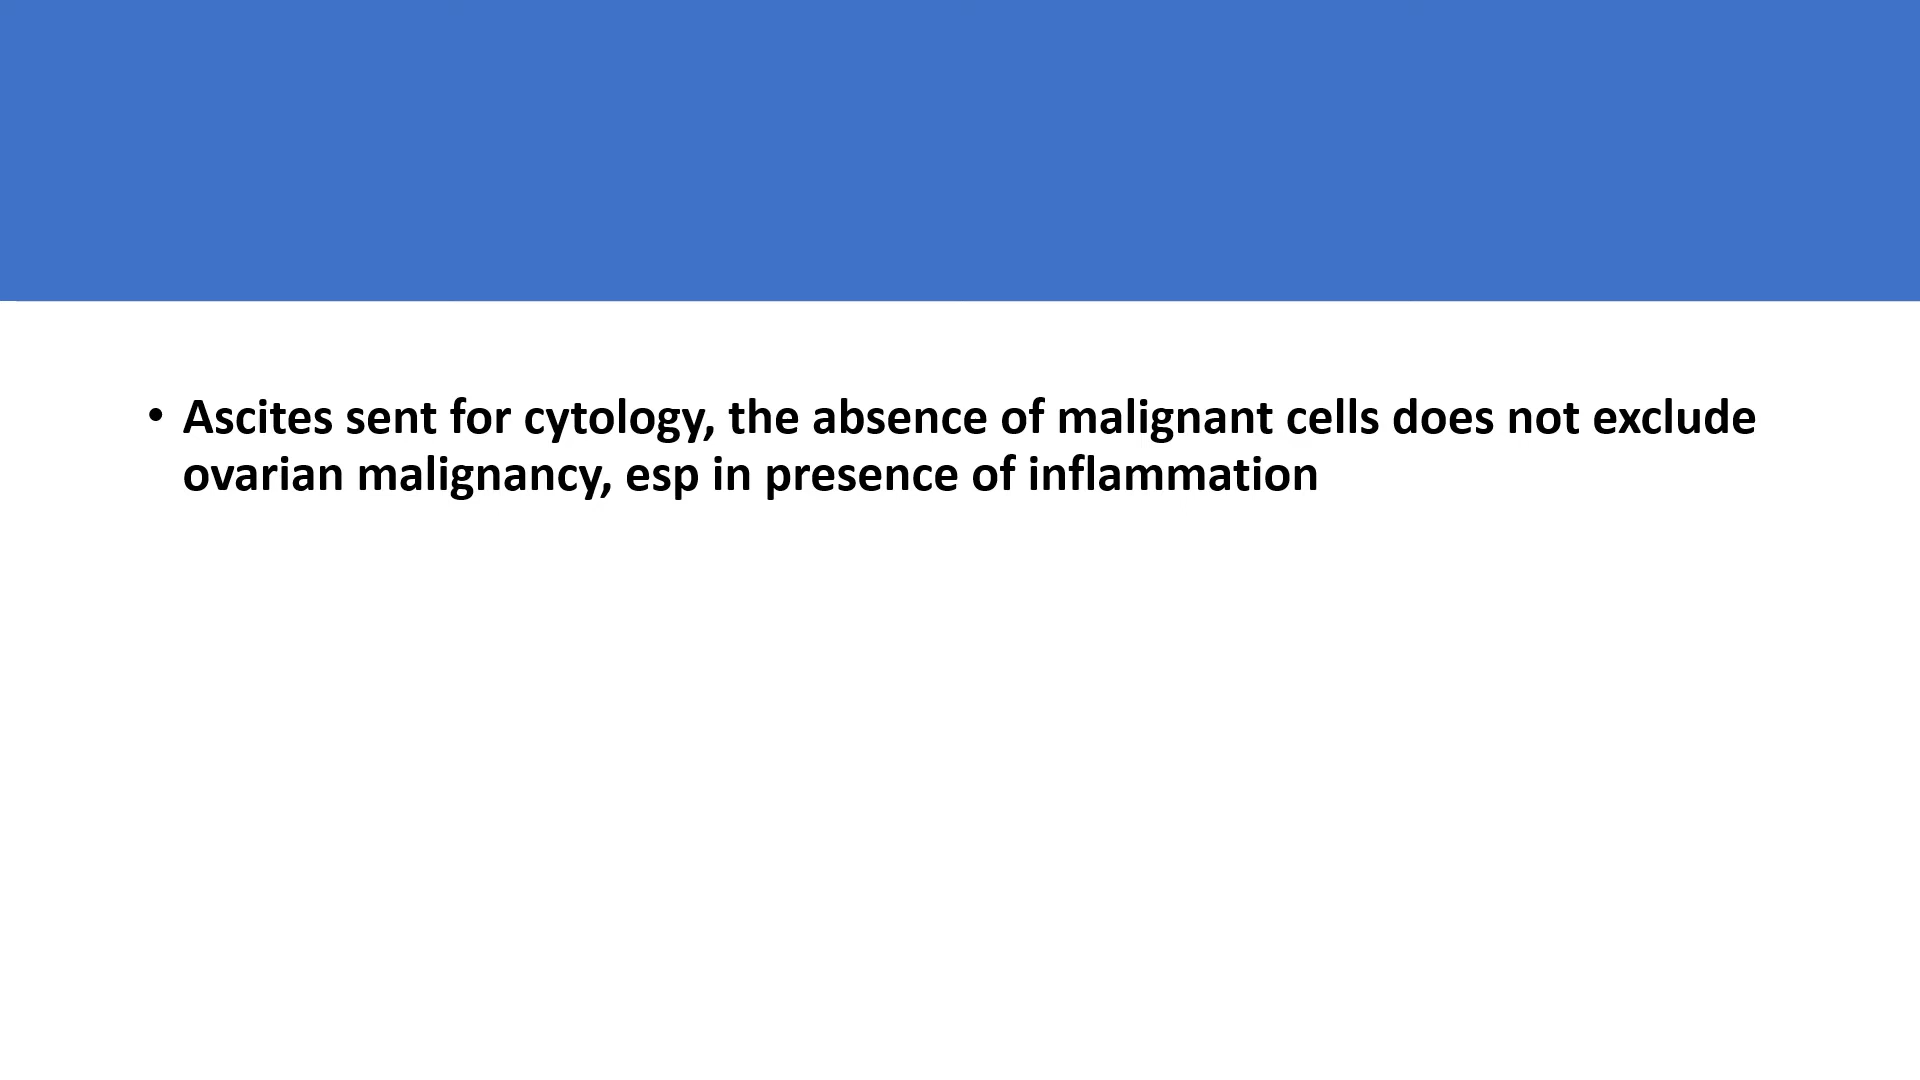 • Ascites sent for cytology, the absence of malignant cells does not exclude
ovarian malignancy, esp in presence of inflammation